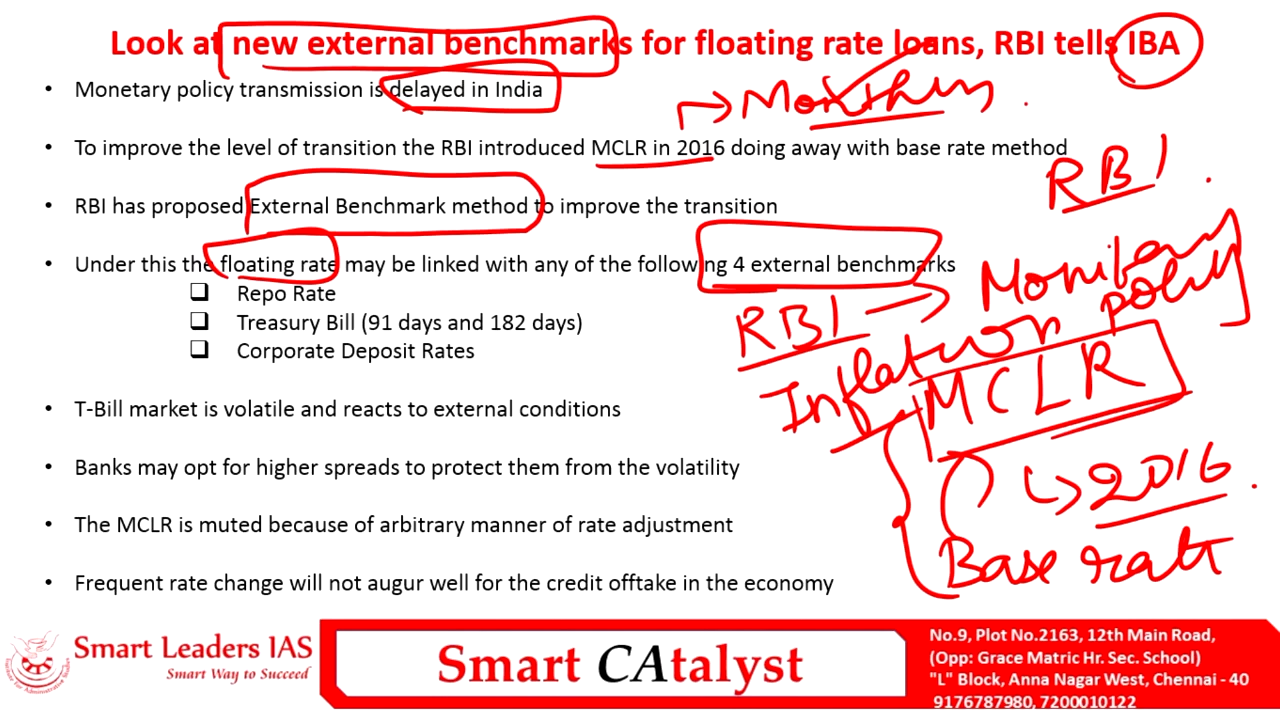 Look at new external benchmarks for floating rate loans, RBI tells IBA
• Monetary policy transmission is delayed in India
Monthly
• To improve the level of transition the RBI introduced MCLR in 2016 doing away with base rate method
RBI
• RBI has proposed External Benchmark method to improve the transition
• Under this the floating rate may be linked with any of the following 4 external benchmarks
❑ Repo Rate
❑ Treasury Bill (91 days and 182 days)
❑ Corporate Deposit Rates
RBI → Monitary
policy
Inflation
MCLR
2016
Base rate
• T-Bill market is volatile and reacts to external conditions
• Banks may opt for higher spreads to protect them from the volatility
• The MCLR is muted because of arbitrary manner of rate adjustment
• Frequent rate change will not augur well for the credit offtake in the economy
Smart Leaders IAS
Smart Way to Succeed
Smart CAtalyst
No.9, Plot No.2163, 12th Main Road,
(Opp: Grace Matric Hr. Sec. School)
"L" Block, Anna Nagar West, Chennai - 40
9176787980, 7200010122